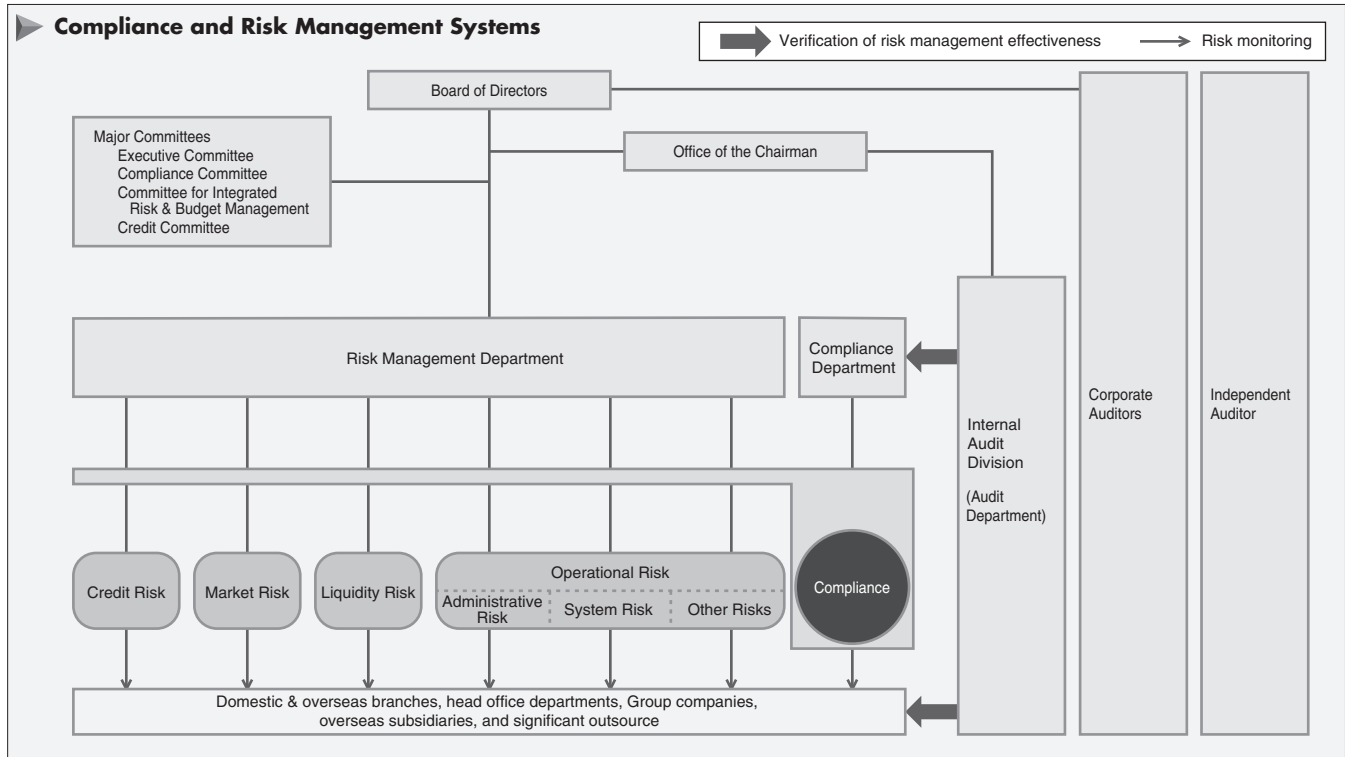 Compliance and Risk Management Systems
Verification of risk management effectiveness
Risk monitoring
Board of Directors
Major Committees
Executive Committee
Compliance Committee
Committee for Integrated
Risk & Budget Management
Credit Committee
Office of the Chairman
Risk Management Department
Compliance
Department
Internal
Audit
Division
(Audit
Department)
Corporate
Auditors
Independent
Auditor
Credit Risk
Market Risk
Liquidity Risk
Operational Risk
Administrative
Risk
System Risk
Other Risks
Compliance
Domestic & overseas branches, head office departments, Group companies,
overseas subsidiaries, and significant outsource